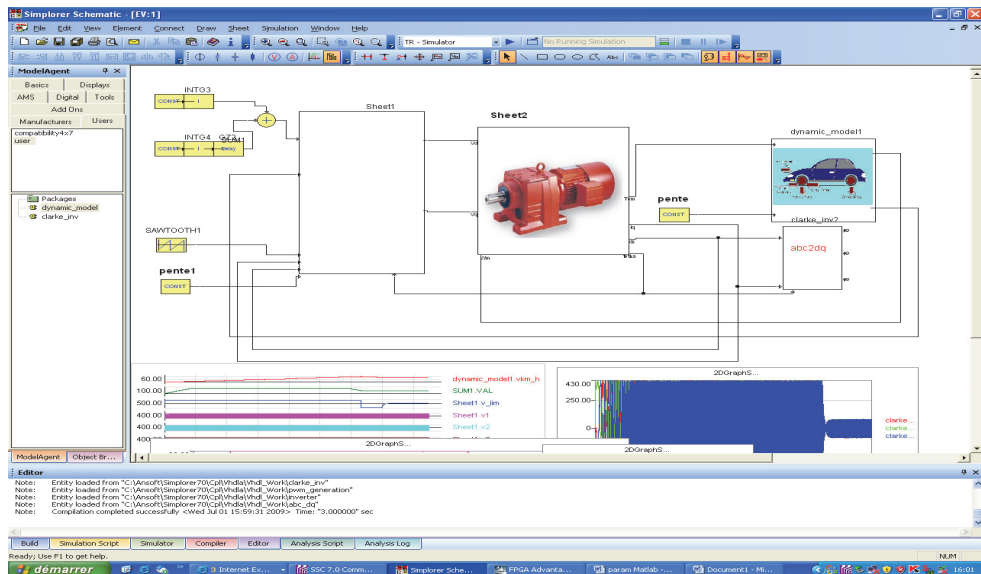 Simplorer Schematic - [EV:1]
File Edit View Element Connect Draw Sheet Simulation Window Help
TR - Simulator
No Running Simulation
Abc
ModelAgent
Basics Displays
AMS Digital Tools
Add Ons
Manufacturers Users
compatibility4x7
user
Packages
dynamic_model
clarke_inv
INTG3
CONST
I
INTG4
SUM1
CONST
I
Delay
SAWTOOTH1
pente1
CONST
Sheet1
Sheet2
pente
CONST
dynamic_model1
clarke_inv2
abc2dq
60.00
dynamic_model1.vkm_h
100.00
SUM1.VAL
500.00
Sheet1.v_lim
400.00
Sheet1.v1
400.00
Sheet1.v2
400.00
2DGraphS...
2DGraphS...
430.00
250.00
0
clarke...
clarke...
clarke...
2DGraphS...
ModelAgent Object Br...
Editor
Note: Entity loaded from "C:\Ansoft\Simplorer70\Cpl\Vhdla\Vhdl_Work\clarke_inv"
Note: Entity loaded from "C:\Ansoft\Simplorer70\Cpl\Vhdla\Vhdl_Work\pwm_generation"
Note: Entity loaded from "C:\Ansoft\Simplorer70\Cpl\Vhdla\Vhdl_Work\inverter"
Note: Entity loaded from "C:\Ansoft\Simplorer70\Cpl\Vhdla\Vhdl_Work\abc_dq"
Note: Compilation completed successfully <Wed Jul 01 15:59:31 2009> Time: "3.000000" sec
Build Simulation Script Simulator Compiler Editor Analysis Script Analysis Log
Ready; Use F1 to get help.
NUM
démarrer
3 Internet Ex...
SSC 7.0 Comm...
Simplorer Sche...
FPGA Advanta...
param Matlab -...
Document1 - Mi...
16:01